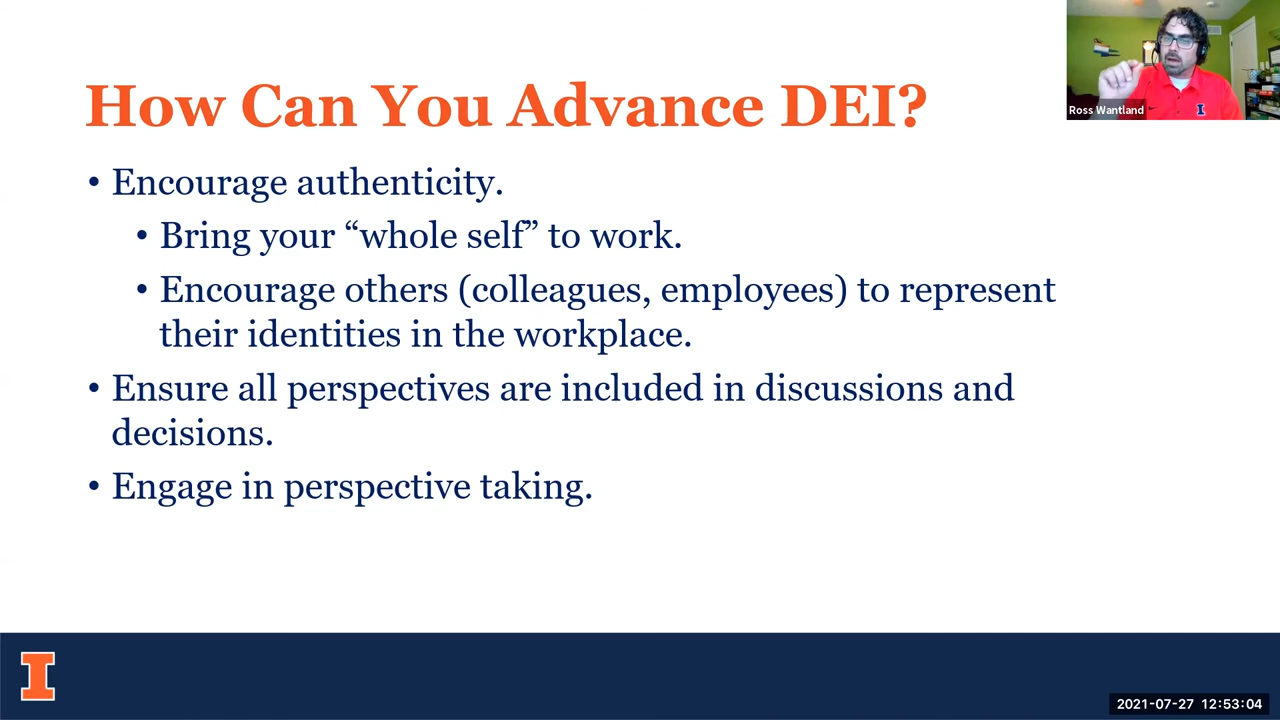 How Can You Advance DEI?
Ross Wantland
• Encourage authenticity.
• Bring your “whole self” to work.
• Encourage others (colleagues, employees) to represent
their identities in the workplace.
• Ensure all perspectives are included in discussions and
decisions.
• Engage in perspective taking.
I
2021-07-27 12:53:04